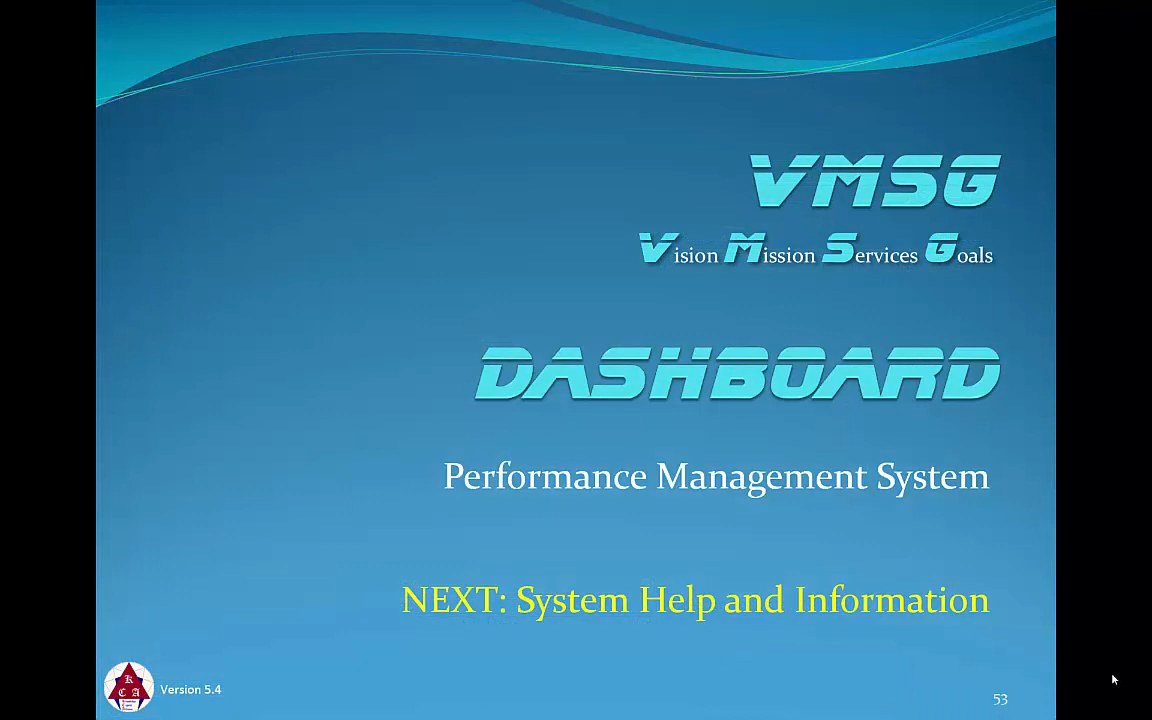 VMSG
Vision Mission Services Goals
DASHBOARD
Performance Management System
NEXT: System Help and Information
K
C A
Version 5.4
53